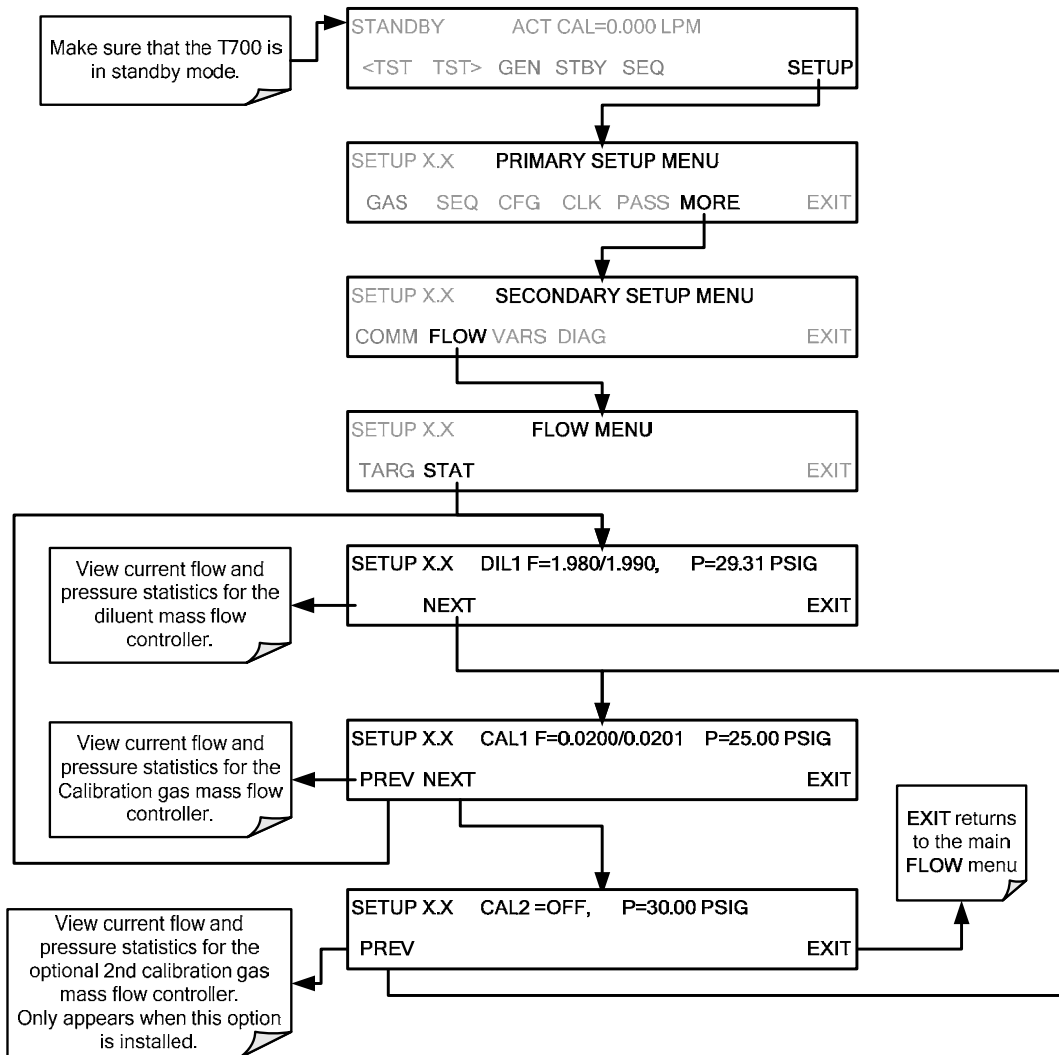 Make sure that the T700 is
in standby mode.
STANDBY ACT CAL=0.000 LPM
<TST TST> GEN STBY SEQ SETUP
SETUP X.X PRIMARY SETUP MENU
GAS SEQ CFG CLK PASS MORE EXIT
SETUP X.X SECONDARY SETUP MENU
COMM FLOW VARS DIAG EXIT
SETUP X.X FLOW MENU
TARG STAT EXIT
View current flow and
pressure statistics for the
diluent mass flow
controller.
SETUP X.X DIL1 F=1.980/1.990, P=29.31 PSIG
NEXT EXIT
View current flow and
pressure statistics for the
Calibration gas mass flow
controller.
SETUP X.X CAL1 F=0.0200/0.0201 P=25.00 PSIG
PREV NEXT EXIT
EXIT returns
to the main
FLOW menu
View current flow and
pressure statistics for the
optional 2nd calibration gas
mass flow controller.
Only appears when this option
is installed.
SETUP X.X CAL2 =OFF, P=30.00 PSIG
PREV EXIT